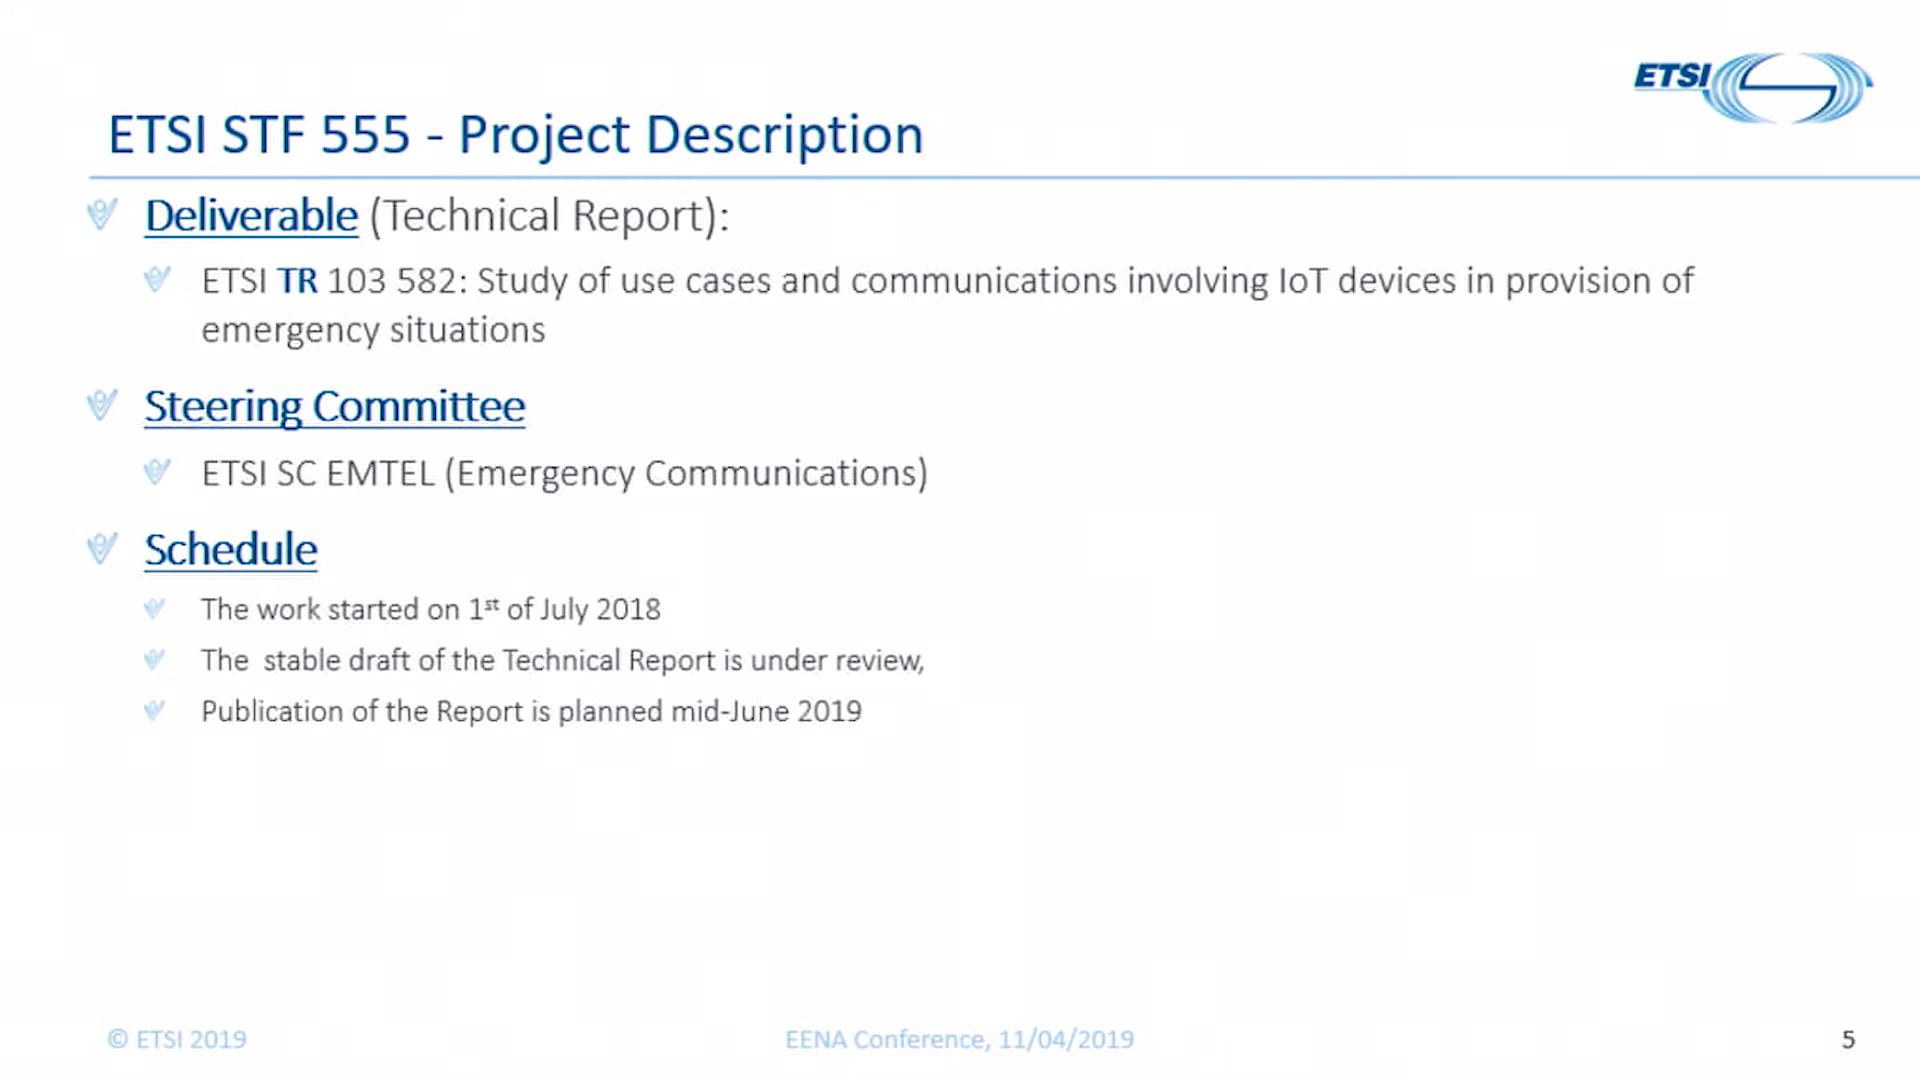 ETSI
ETSI STF 555 - Project Description
Deliverable (Technical Report):
ETSI TR 103 582: Study of use cases and communications involving IoT devices in provision of
emergency situations
Steering Committee
ETSI SC EMTEL (Emergency Communications)
Schedule
The work started on 1st of July 2018
The  stable draft of the Technical Report is under review,
Publication of the Report is planned mid-June 2019
© ETSI 2019
EENA Conference, 11/04/2019
5